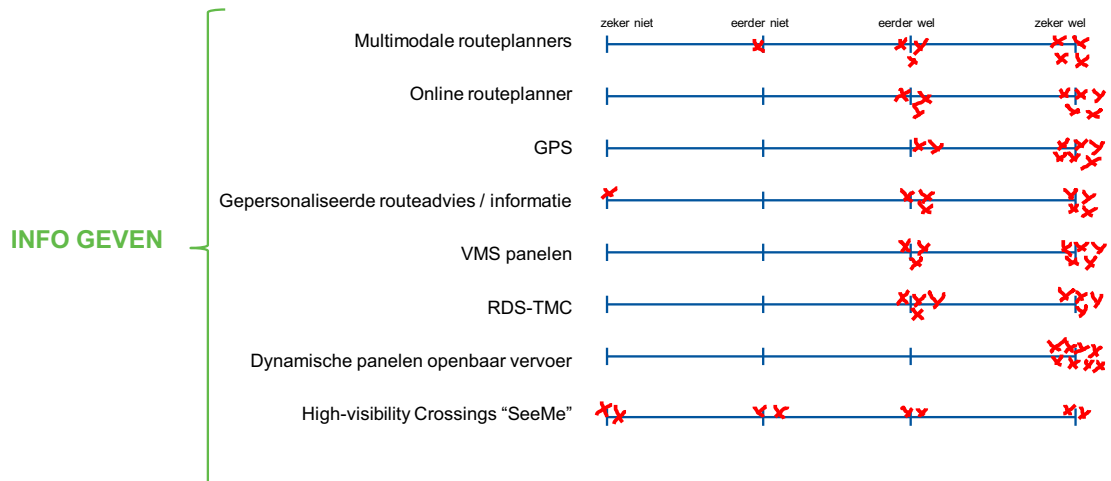 zeker niet eerder niet eerder wel zeker wel
Multimodale routeplanners
Online routeplanner
GPS
Gepersonaliseerde routeadvies / informatie
INFO GEVEN
VMS panelen
RDS-TMC
Dynamische panelen openbaar vervoer
High-visibility Crossings “SeeMe”